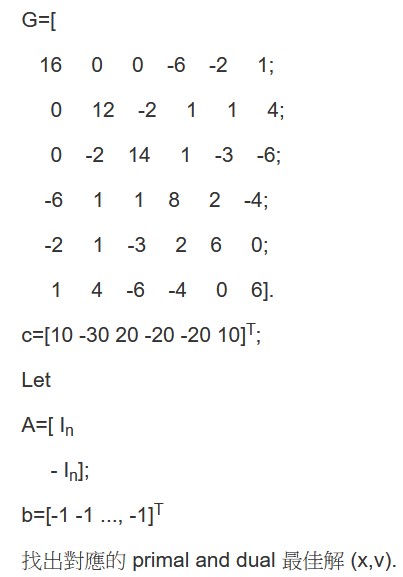 G=[
16 0 0 -6 -2 1;
0 12 -2 1 1 4;
0 -2 14 1 -3 -6;
-6 1 1 8 2 -4;
-2 1 -3 2 6 0;
1 4 -6 -4 0 6].
c=[10 -30 20 -20 -20 10]ᵀ;
Let
A=[ Iₙ
- Iₙ];
b=[-1 -1 ..., -1]ᵀ
找出對應的 primal and dual 最佳解 (x,v).